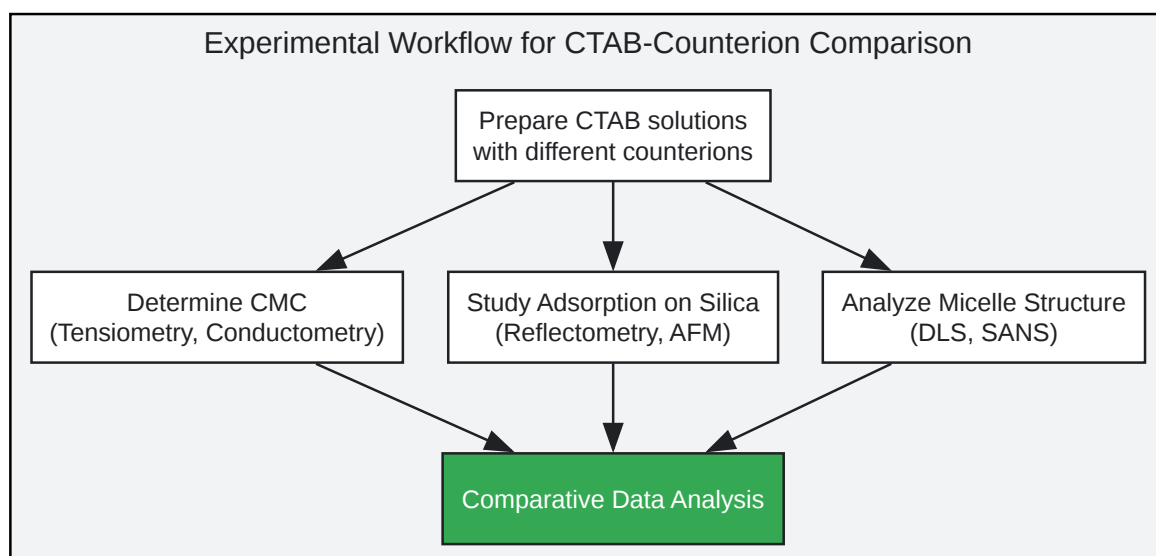 Experimental Workflow for CTAB-Counterion Comparison
Prepare CTAB solutions
with different counterions
Determine CMC
(Tensiometry, Conductometry)
Study Adsorption on Silica
(Reflectometry, AFM)
Analyze Micelle Structure
(DLS, SANS)
Comparative Data Analysis